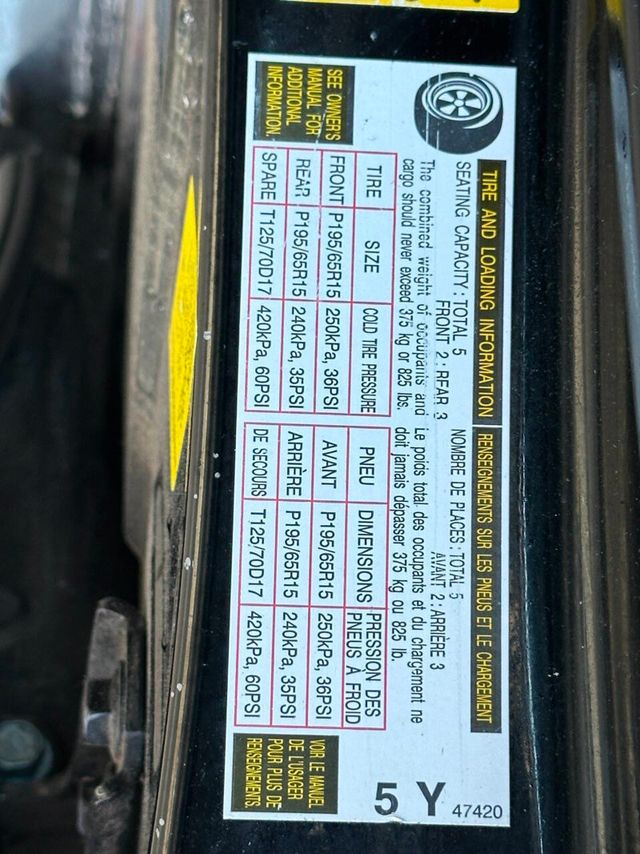 TIRE AND LOADING INFORMATION
SEATING CAPACITY : TOTAL 5
FRONT 2 : REAR 3
The combined weight of occupants and
cargo should never exceed 375 kg or 825 lbs.
TIRE SIZE COLD TIRE PRESSURE
FRONT P195/65R15 250kPa, 36PSI
REAR P195/65R15 240kPa, 35PSI
SPARE T125/70D17 420kPa, 60PSI
SEE OWNER'S
MANUAL FOR
ADDITIONAL
INFORMATION.
RENSEIGNEMENTS SUR LES PNEUS ET LE CHARGEMENT
NOMBRE DE PLACES : TOTAL 5
AVANT 2 : ARRIÈRE 3
Le poids total des occupants et du chargement ne
doit jamais dépasser 375 kg ou 825 lb.
PNEU DIMENSIONS PRESSION DES
PNEUS À FROID
AVANT P195/65R15 250kPa, 36PSI
ARRIÈRE P195/65R15 240kPa, 35PSI
DE SECOURS T125/70D17 420kPa, 60PSI
VOIR LE MANUEL
DE L'USAGER
POUR PLUS DE
RENSEIGNEMENTS.
47420
5 Y